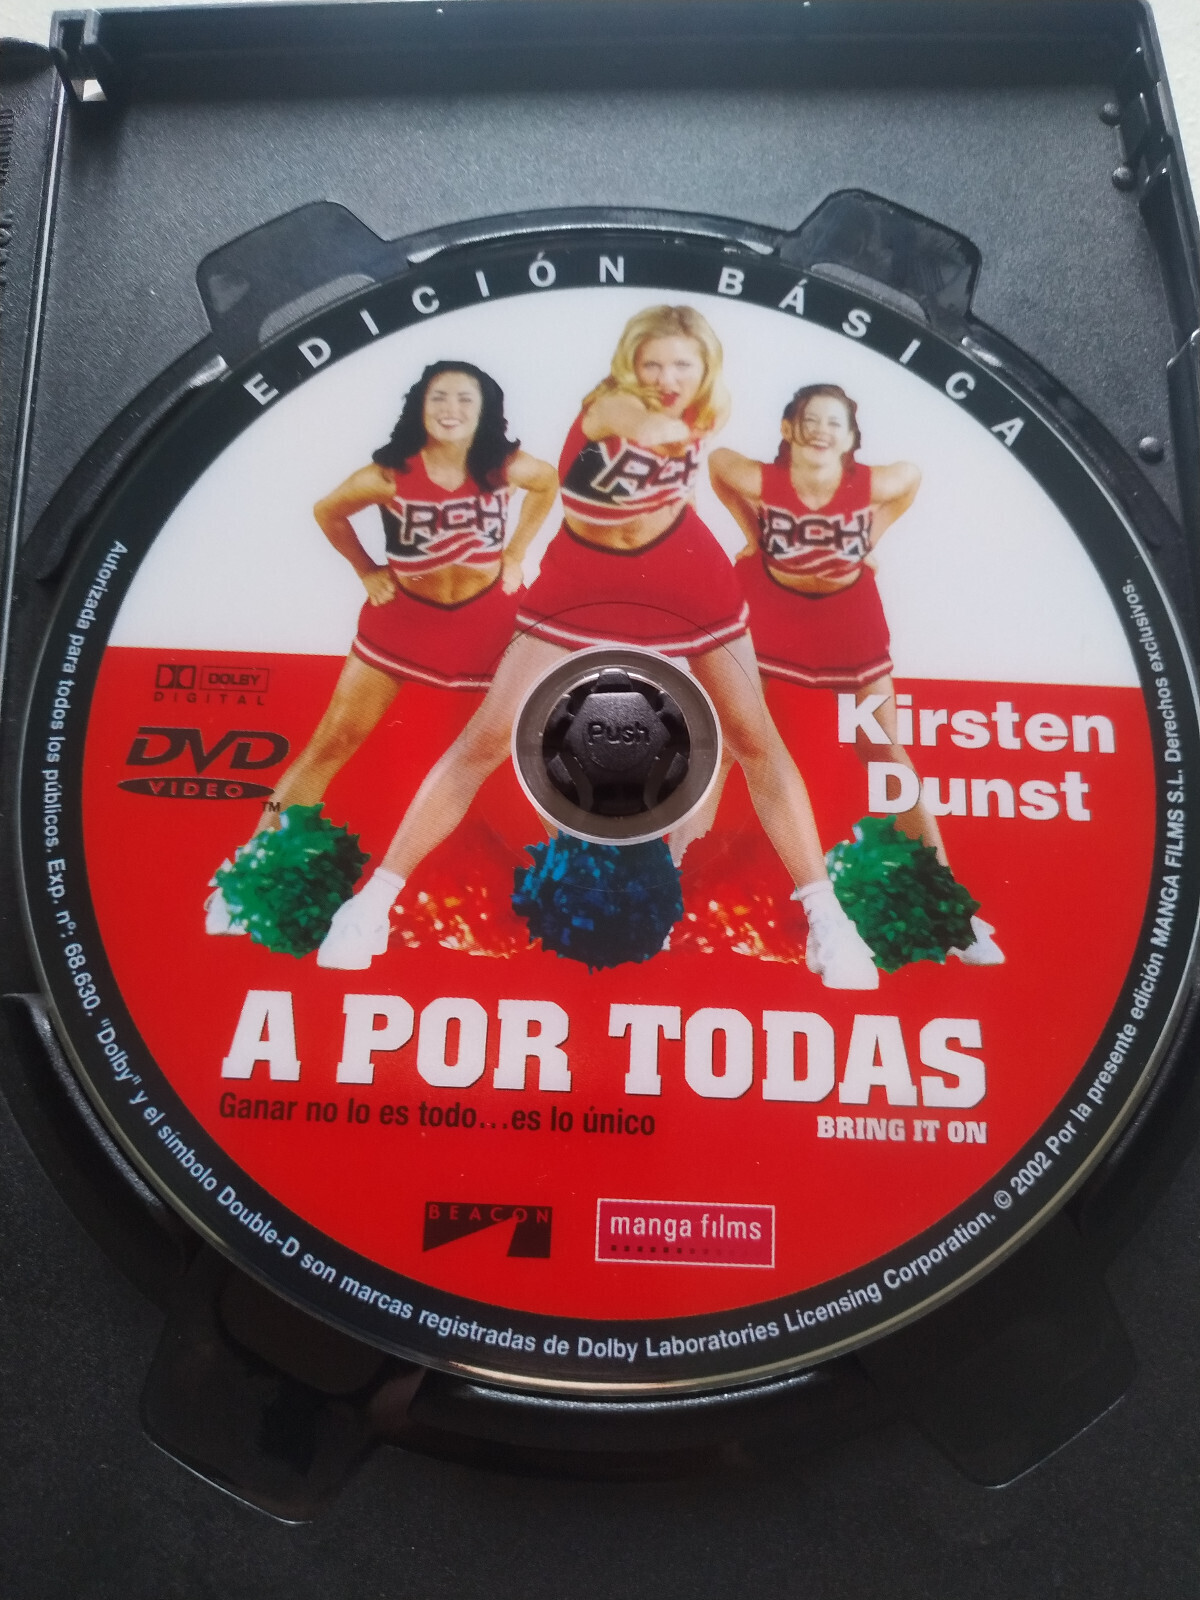 EDICIÓN BÁSICA
RCH
RCH
RCH
DOLBY
DIGITAL
DVD
VIDEO
TM
Push
Kirsten
Dunst
A POR TODAS
Ganar no lo es todo...es lo único
BRING IT ON
BEACON
manga films
Autorizada para todos los públicos. Exp. nº: 68.630. "Dolby" y el símbolo Double-D son marcas registradas de Dolby Laboratories Licensing Corporation. © 2002 Por la presente edición MANGA FILMS S.L. Derechos exclusivos.